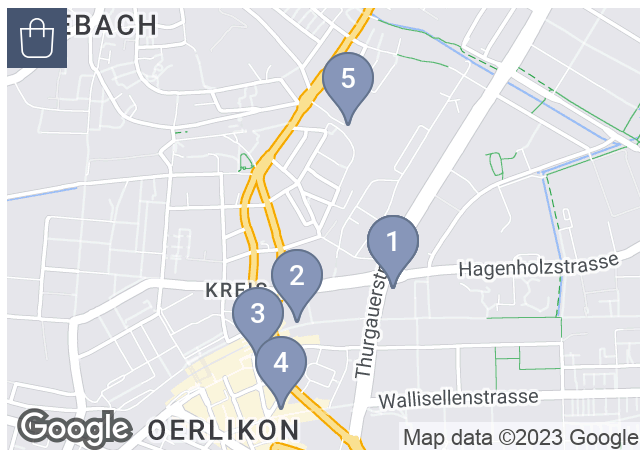 EBACH
5
1
Hagenholzstrasse
2
KREIS
3
Thurgauerstr
4
Wallisellenstrasse
Google
OERLIKON
Map data ©2023 Google